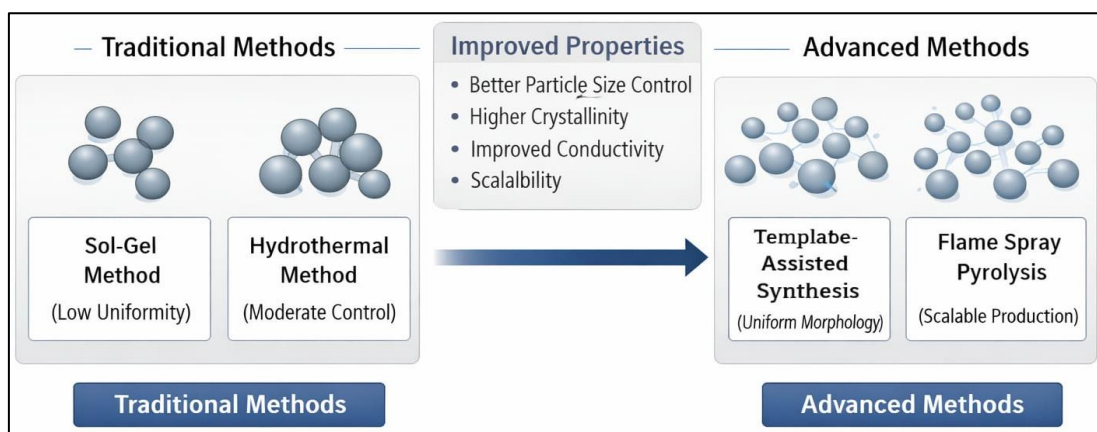 Traditional Methods
Improved Properties
• Better Particle Size Control
• Higher Crystallinity
• Improved Conductivity
• Scalalbility
Advanced Methods
Sol-Gel
Method
(Low Uniformity)
Hydrothermal
Method
(Moderate Control)
Templabe-
Assisted
Synthesis
(Uniform Morphology)
Flame Spray
Pyrolysis
(Scalable Production)
Traditional Methods
Advanced Methods